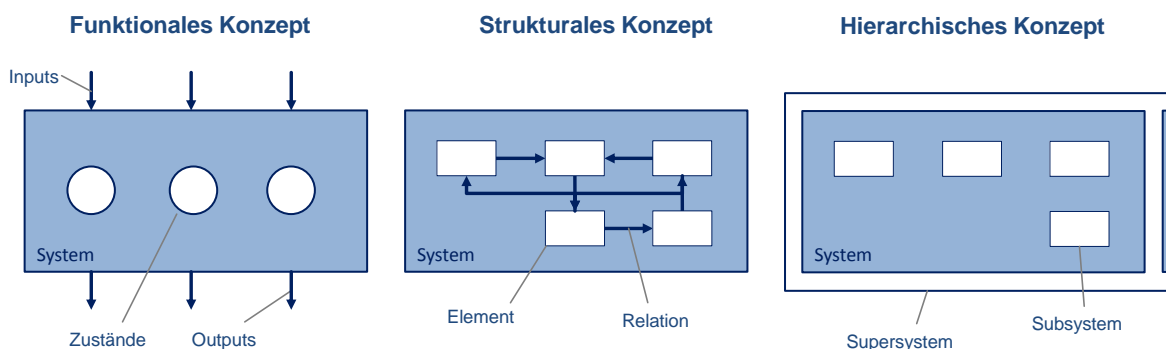 Funktionales Konzept
Strukturales Konzept
Hierarchisches Konzept
Inputs
System
System
System
Zustände
Outputs
Element
Relation
Subsystem
Supersystem